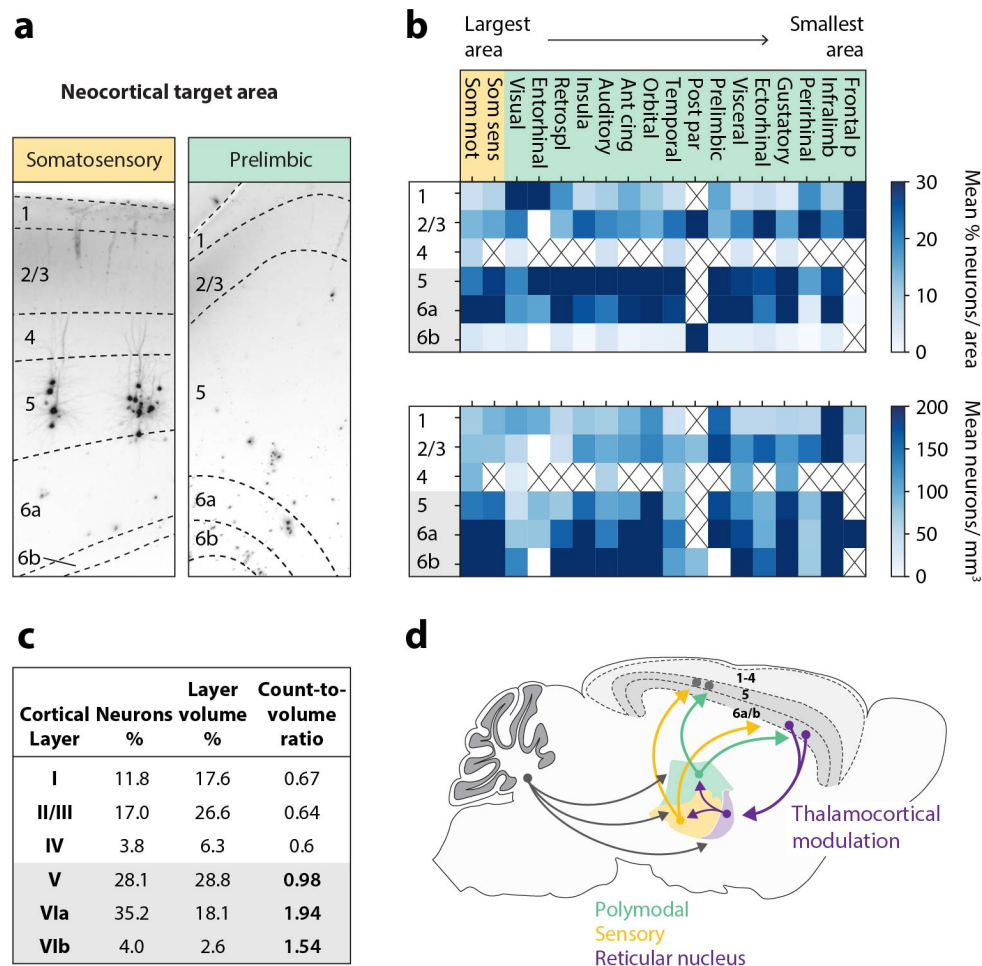 a
Neocortical target area
Somatosensory
Prelimbic
1
2/3
4
5
6a
6b
1
2/3
5
6a
6b
b
Largest area
Smallest area
Som mot
Som sens
Visual
Entorhinal
Retrospl
Insula
Auditory
Ant cing
Orbital
Temporal
Post par
Prelimbic
Visceral
Ectorhinal
Gustatory
Perirhinal
Infralimb
Frontal p
1
2/3
4
5
6a
6b
30
20
10
0
Mean % neurons/ area
1
2/3
4
5
6a
6b
200
150
100
50
0
Mean neurons/ mm³
c
Cortical Layer Neurons % Layer volume % Count-to-volume ratio
I 11.8 17.6 0.67
II/III 17.0 26.6 0.64
IV 3.8 6.3 0.6
V 28.1 28.8 0.98
VIa 35.2 18.1 1.94
VIb 4.0 2.6 1.54
d
1-4
5
6a/b
Thalamocortical
modulation
Polymodal
Sensory
Reticular nucleus